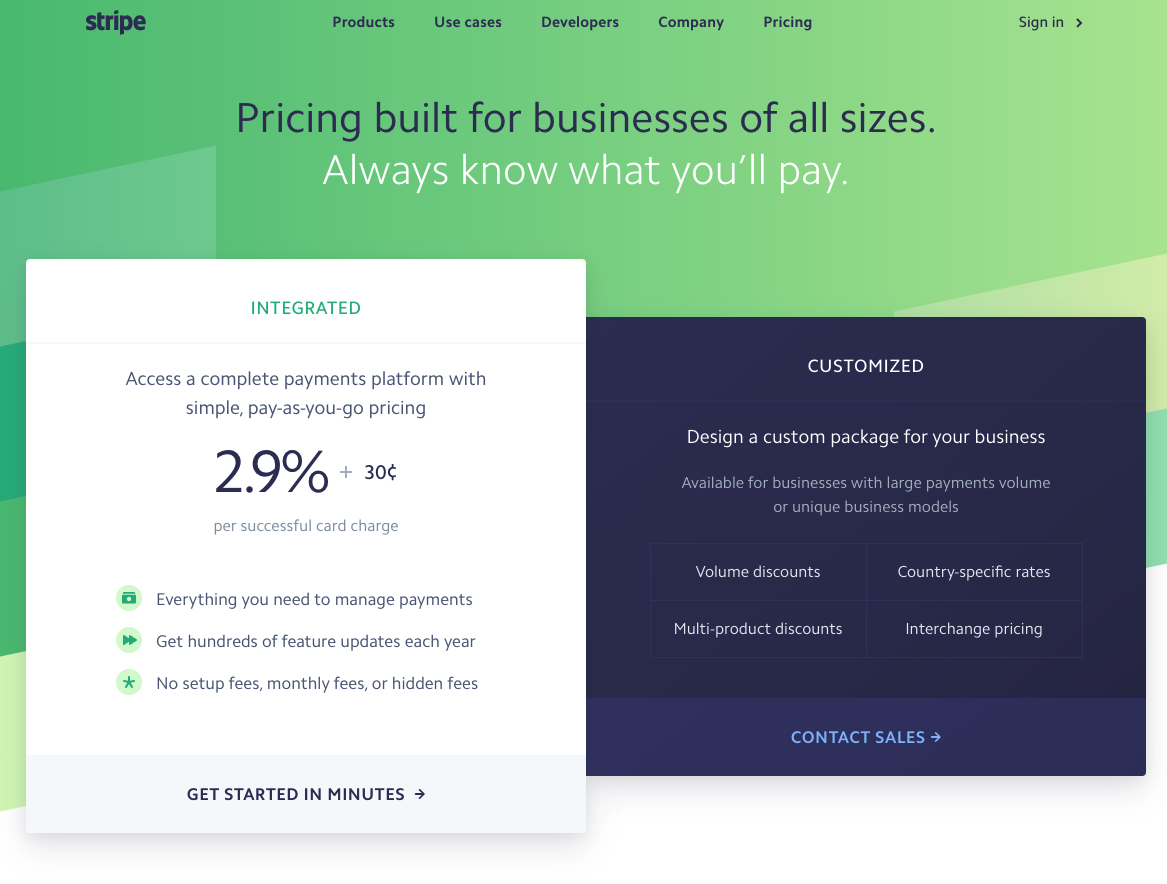 stripe
Products
Use cases
Developers
Company
Pricing
Sign in
Pricing built for businesses of all sizes.
Always know what you’ll pay.
INTEGRATED
Access a complete payments platform with
simple, pay-as-you-go pricing
2.9% + 30¢
per successful card charge
Everything you need to manage payments
Get hundreds of feature updates each year
No setup fees, monthly fees, or hidden fees
GET STARTED IN MINUTES →
CUSTOMIZED
Design a custom package for your business
Available for businesses with large payments volume
or unique business models
Volume discounts
Country-specific rates
Multi-product discounts
Interchange pricing
CONTACT SALES →